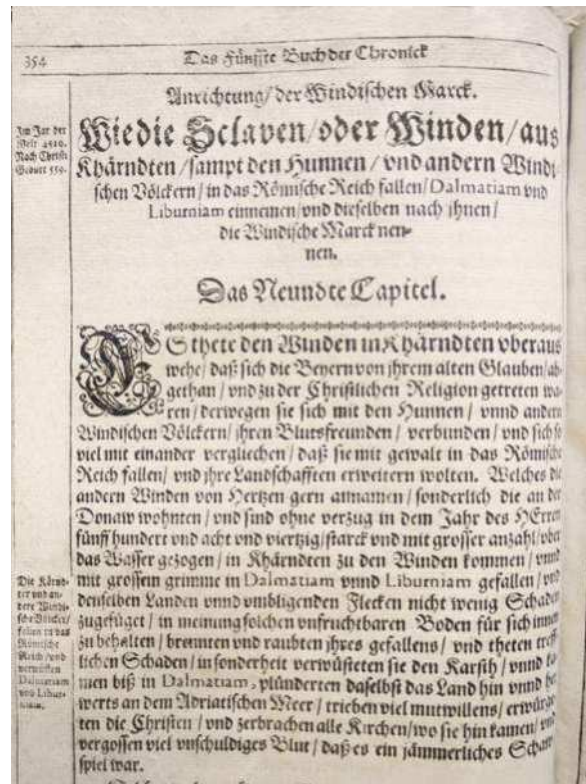 354
Das Fünffte Buch der Chronick
Anrichtung/ der Windischen Marck.
Im Jar der
Welt 4510.
Nach Christi
Geburt 559.
Wie die Sclaven/ oder Winden/ aus
Khärndten/ sampt den Hunnen/ vnd andern Windi-
schen Völckern/ in das Römische Reich fallen/ Dalmatiam vnd
Liburniam einnemen/ vnd dieselben nach ihnen/
die Windische Marck nen-
nen.
Das Neundte Capitel.
ES thete den Winden in Khärndten vberaus
wehe/ daß sich die Beyern von jhrem alten Glauben/ ab-
gethan/ vnd zu der Christlichen Religion getreten wa-
ren/ derwegen sie sich mit den Hunnen/ vnnd andern
Windischen Völckern/ jhren Blutsfreunden/ verbunden/ vnd sich so
viel mit einander vergliechen/ daß sie mit gewalt in das Römische
Reich fallen/ vnd jhre Landschafften erweitern wolten. Welches die
andern Winden von Hertzen gern annamen/ sonderlich die an der
Donaw wohnten/ vnd sind ohne verzug in dem Jahr des HErren
fünff hundert vnd acht vnd viertzig/ starck vnd mit grosser anzahl/ vber
das Wasser gezogen/ in Khärndten zu den Winden kommen/ vnnd
mit grossem grimme in Dalmatiam vnnd Liburniam gefallen/ vnd
denselben Landen vnnd vmbligenden Flecken nicht wenig Schaden
zugefüget/ in meinung solchen vnfruchtbaren Boden für sich innen
zu behalten/ brennten vnd raubten jhres gefallens/ vnd theten treff-
lichen Schaden/ in sonderheit verwüsteten sie den Karsth/ vnnd ka-
men biß in Dalmatiam, plünderten daselbst das Land hin vnnd her
werts an dem Adriatischen Meer/ trieben viel mutwillens/ erwürg-
ten die Christen/ vnd zerbrachen alle Kirchen/ wo sie hin kamen/ vnd
vergossen viel vnschuldiges Blut/ daß es ein jämmerliches Schaw-
spiel war.
Die Körnd-
ter vnd an-
dere Windi-
sche Völcker/
fallen in das
Römische
Reich/ vnd
verwüsten
Dalmatiam
vnd Libur-
niam.